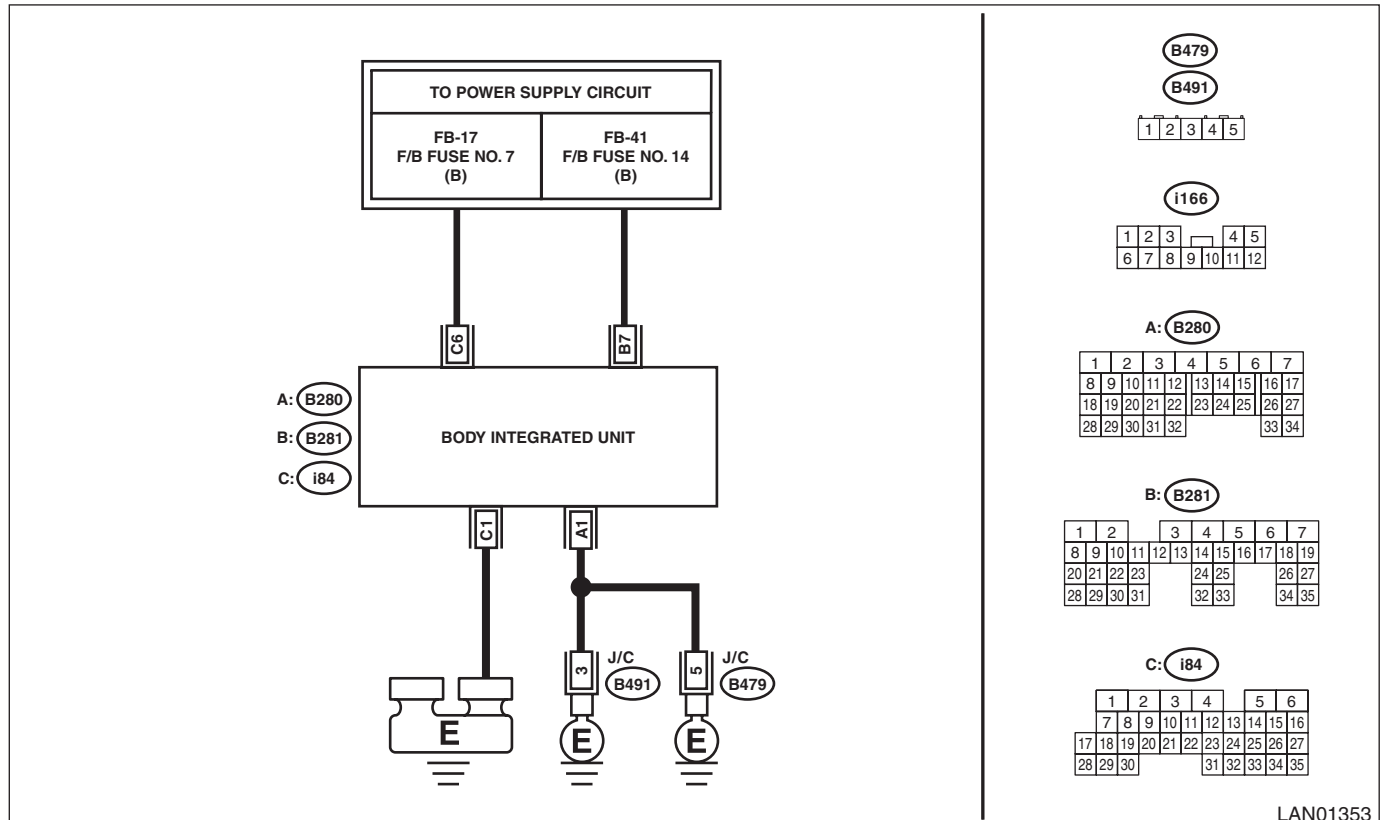 TO POWER SUPPLY CIRCUIT
FB-17
F/B FUSE NO. 7
(B)
FB-41
F/B FUSE NO. 14
(B)
C6
B7
A: B280
B: B281
C: i84
BODY INTEGRATED UNIT
C1
A1
3
J/C
B491
5
J/C
B479
E
E
E
B479
B491
1 2 3 4 5
i166
1 2 3 4 5
6 7 8 9 10 11 12
A: B280
1 2 3 4 5 6 7
8 9 10 11 12 13 14 15 16 17
18 19 20 21 22 23 24 25 26 27
28 29 30 31 32 33 34
B: B281
1 2 3 4 5 6 7
8 9 10 11 12 13 14 15 16 17 18 19
20 21 22 23 24 25 26 27
28 29 30 31 32 33 34 35
C: i84
1 2 3 4 5 6
7 8 9 10 11 12 13 14 15 16
17 18 19 20 21 22 23 24 25 26 27
28 29 30 31 32 33 34 35
LAN01353